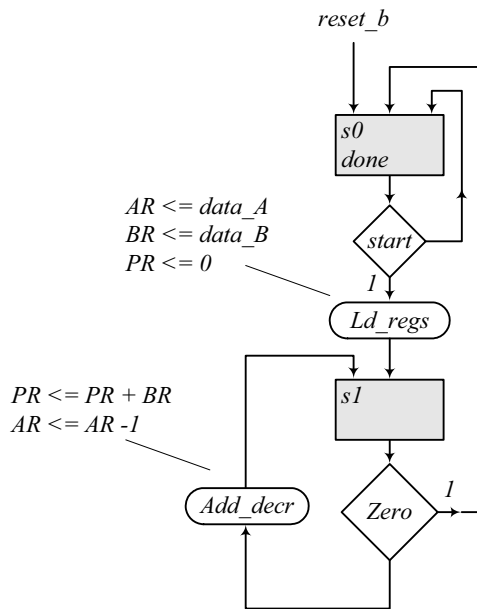 reset_b
s0
done
AR <= data_A
BR <= data_B
PR <= 0
start
1
Ld_regs
s1
PR <= PR + BR
AR <= AR -1
Add_decr
Zero
1